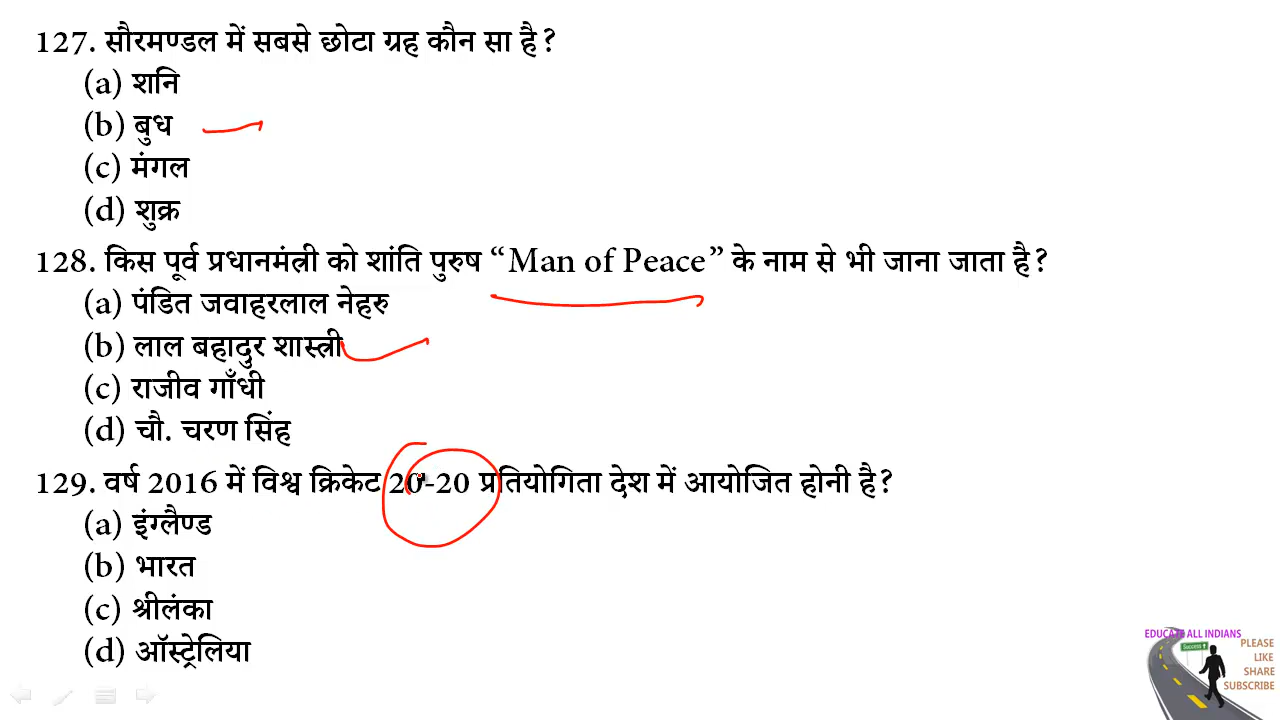 127. सौरमण्डल में सबसे छोटा ग्रह कौन सा है?
(a) शनि
(b) बुध
(c) मंगल
(d) शुक्र
128. किस पूर्व प्रधानमंत्री को शांति पुरुष “Man of Peace” के नाम से भी जाना जाता है?
(a) पंडित जवाहरलाल नेहरु
(b) लाल बहादुर शास्त्री
(c) राजीव गाँधी
(d) चौ. चरण सिंह
129. वर्ष 2016 में विश्व क्रिकेट 20-20 प्रतियोगिता देश में आयोजित होनी है?
(a) इंग्लैण्ड
(b) भारत
(c) श्रीलंका
(d) ऑस्ट्रेलिया
EDUCATE ALL INDIANS
Success
PLEASE
LIKE
SHARE
SUBSCRIBE